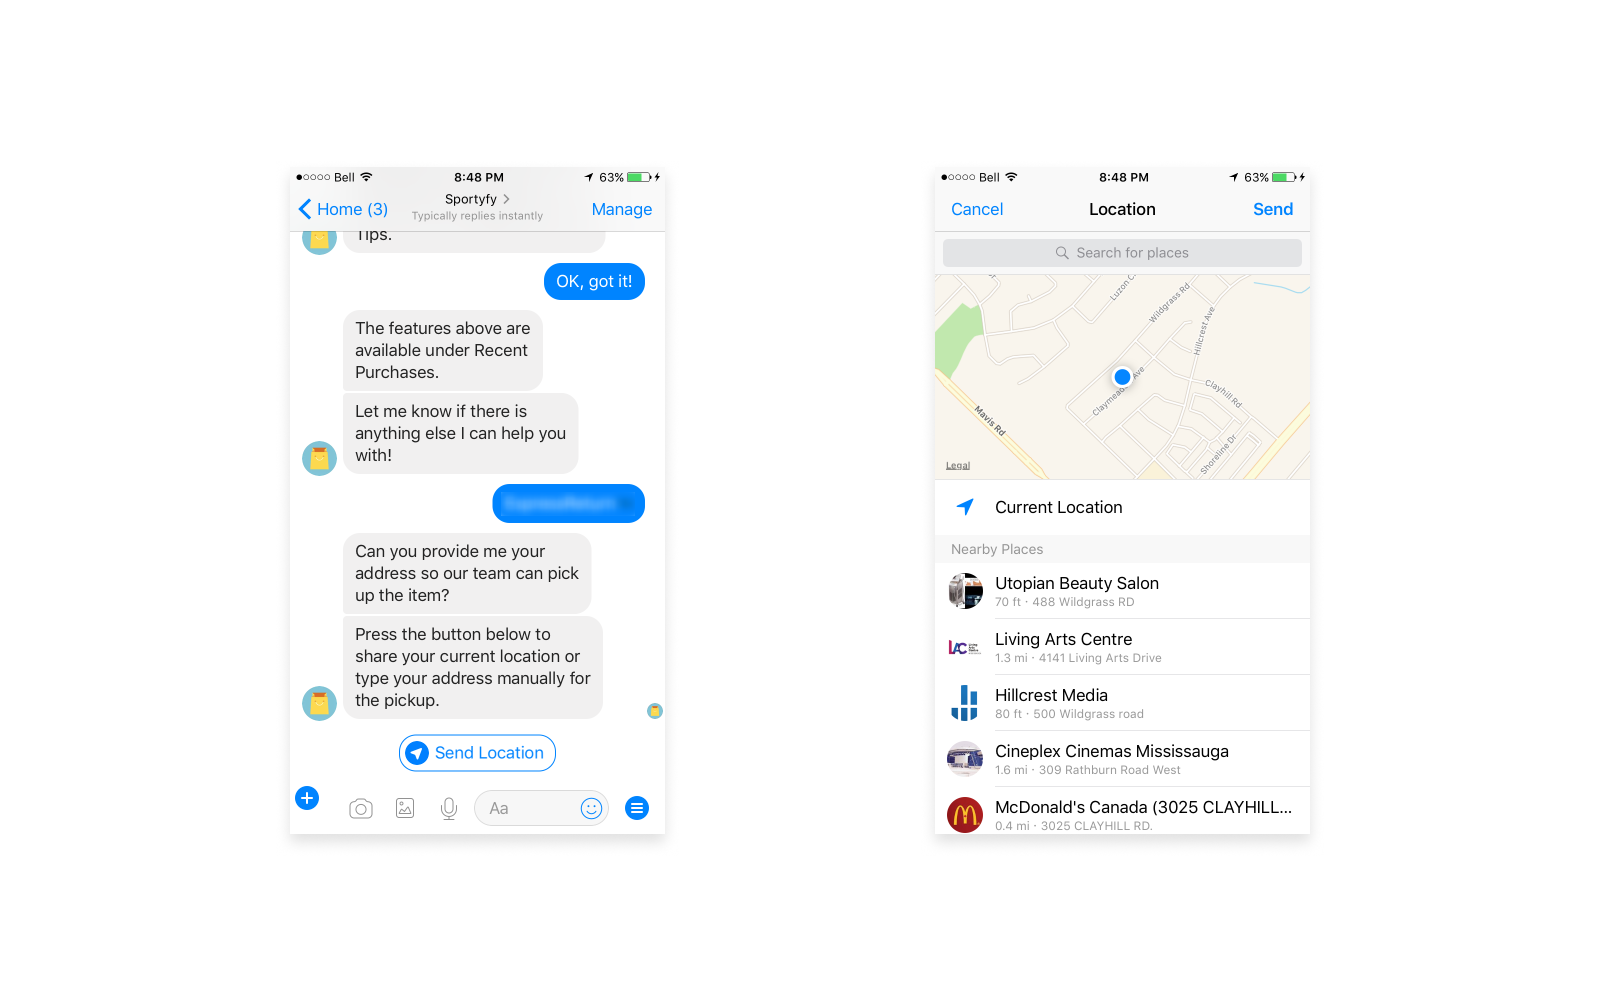 Bell
8:48 PM
63%
Home (3)
Sportyfy
Typically replies instantly
Manage
Tips.
OK, got it!
The features above are
available under Recent
Purchases.
Let me know if there is
anything else I can help you
with!
Can you provide me your
address so our team can pick
up the item?
Press the button below to
share your current location or
type your address manually for
the pickup.
Send Location
Aa
Bell
8:48 PM
63%
Cancel
Location
Send
Search for places
Wildgrass Rd
Hillcrest Ave
Clayhill Rd
Mavis Rd
Shoreline Dr
Legal
Current Location
Nearby Places
Utopian Beauty Salon
70 ft · 488 Wildgrass RD
LAC Living Arts Centre
Living Arts Centre
1.3 mi · 4141 Living Arts Drive
Hillcrest Media
80 ft · 500 Wildgrass road
Cineplex Cinemas Mississauga
1.6 mi · 309 Rathburn Road West
McDonald's Canada (3025 CLAYHILL...
0.4 mi · 3025 CLAYHILL RD.